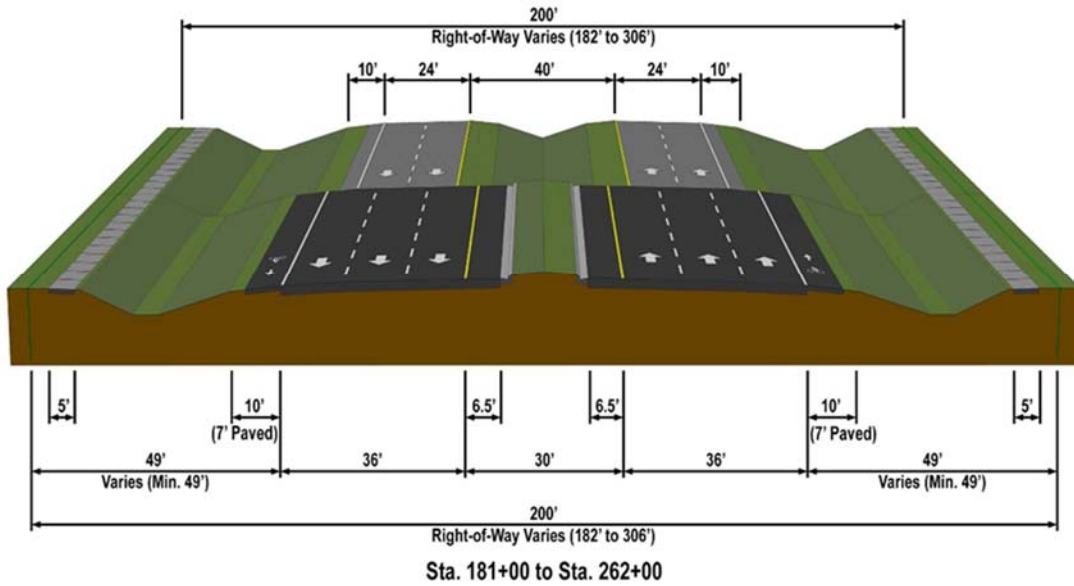 200’
Right-of-Way Varies (182’ to 306’)
10’ 24’ 40’ 24’ 10’
5’ 10’ 6.5’ 6.5’ 10’ 5’
(7’ Paved) (7’ Paved)
49’ 36’ 30’ 36’ 49’
Varies (Min. 49’) Varies (Min. 49’)
200’
Right-of-Way Varies (182’ to 306’)
Sta. 181+00 to Sta. 262+00